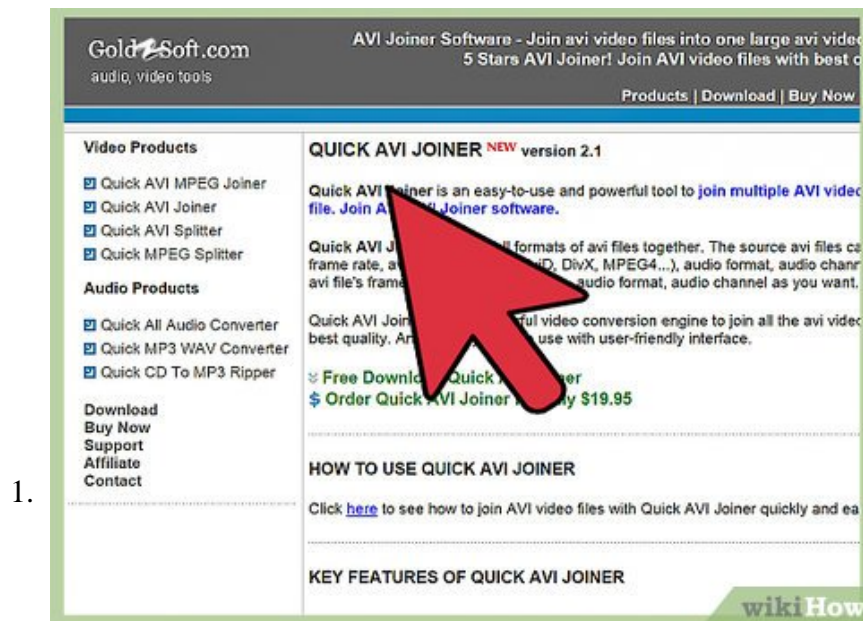 Gold Soft.com
audio, video tools
AVI Joiner Software - Join avi video files into one large avi
5 Stars AVI Joiner! Join AVI video files with best
Products | Download | Buy Now
Video Products
Quick AVI MPEG Joiner
Quick AVI Joiner
Quick AVI Splitter
Quick MPEG Splitter
Audio Products
Quick All Audio Converter
Quick MP3 WAV Converter
Quick CD To MP3 Ripper
Download
Buy Now
Support
Affiliate
Contact
QUICK AVI JOINER NEW version 2.1
Quick AVI Joiner is an easy-to-use and powerful tool to join multiple AVI
file. Join Joiner software.
Quick AVI formats of avi files together. The source avi files
frame rate, DivX, MPEG4...), audio format, audio
avi file's audio format, audio channel as you want.
Quick AVI video conversion engine to join all the avi
best quality. use with user-friendly interface.
Free Quick
$ Order Quick AVI Joiner $19.95
HOW TO USE QUICK AVI JOINER
Click here to see how to join AVI video files with Quick AVI Joiner quickly and
KEY FEATURES OF QUICK AVI JOINER
1.
wikiHow